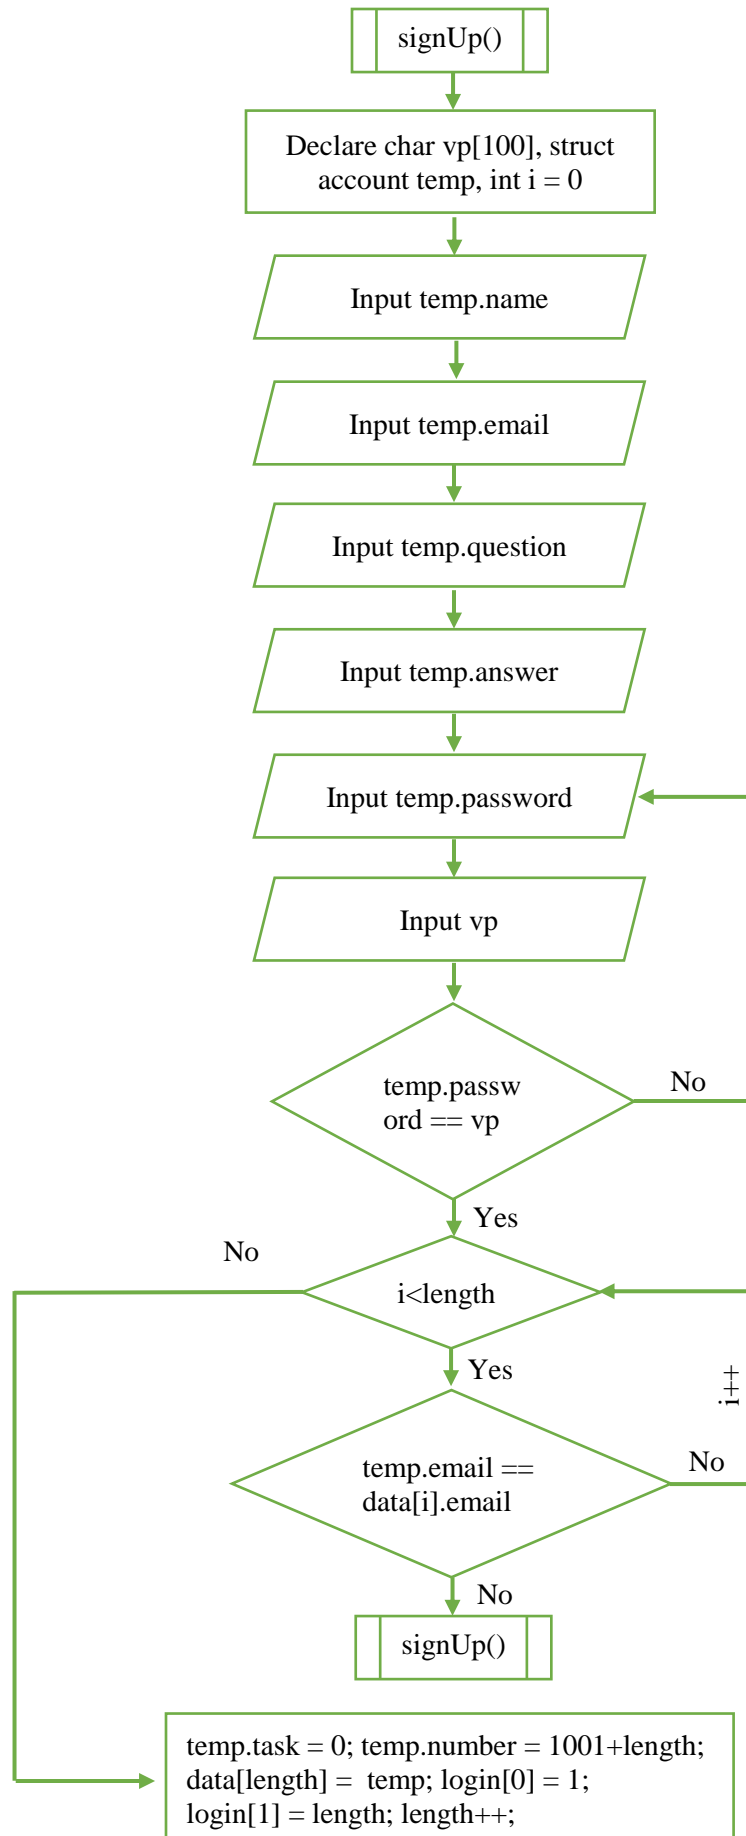 signUp()
Declare char vp[100], struct
account temp, int i = 0
Input temp.name
Input temp.email
Input temp.question
Input temp.answer
Input temp.password
Input vp
temp.passw
ord == vp
No
Yes
No
i<length
Yes
i++
temp.email ==
data[i].email
No
No
signUp()
temp.task = 0; temp.number = 1001+length;
data[length] = temp; login[0] = 1;
login[1] = length; length++;